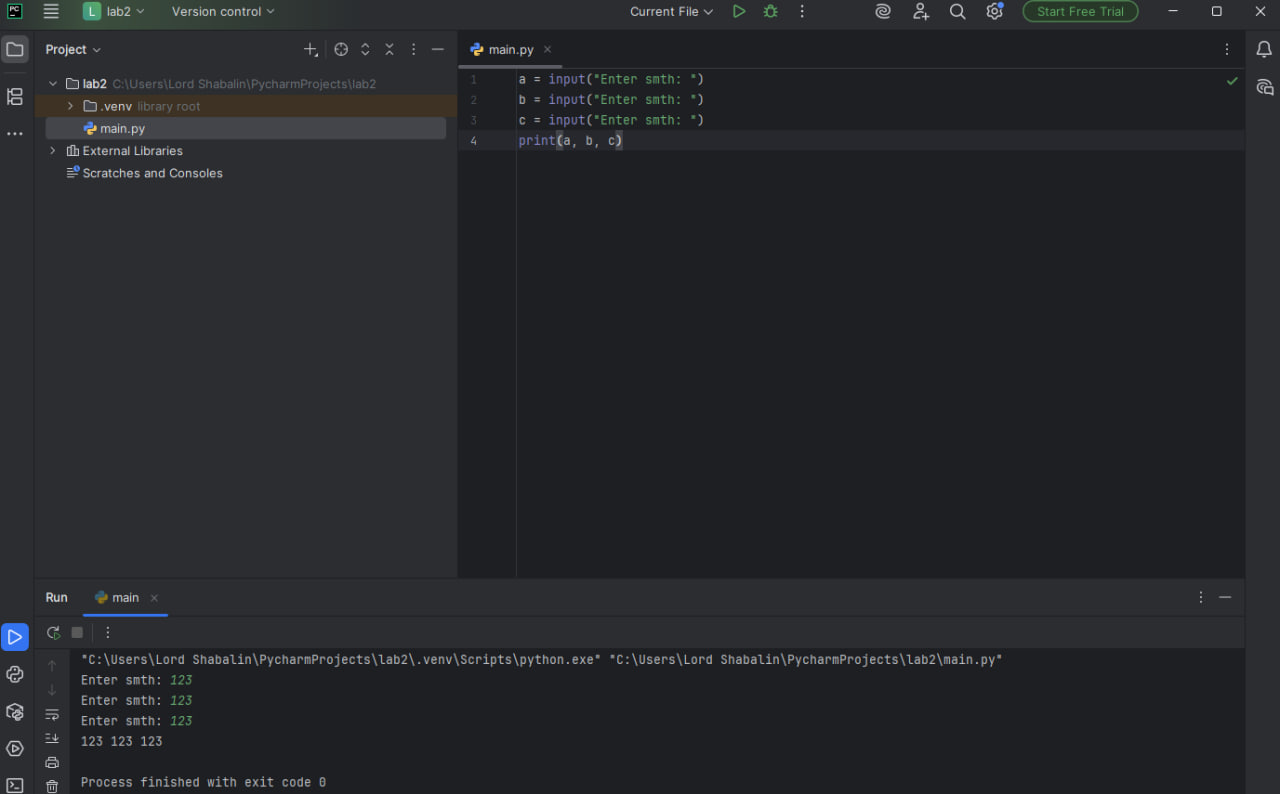 PC
L lab2
Version control
Current File
Start Free Trial
Project
main.py
lab2 C:\Users\Lord Shabalin\PycharmProjects\lab2
.venv library root
main.py
External Libraries
Scratches and Consoles
1 a = input("Enter smth: ")
2 b = input("Enter smth: ")
3 c = input("Enter smth: ")
4 print(a, b, c)
Run
main
"C:\Users\Lord Shabalin\PycharmProjects\lab2\.venv\Scripts\python.exe" "C:\Users\Lord Shabalin\PycharmProjects\lab2\main.py"
Enter smth: 123
Enter smth: 123
Enter smth: 123
123 123 123
Process finished with exit code 0